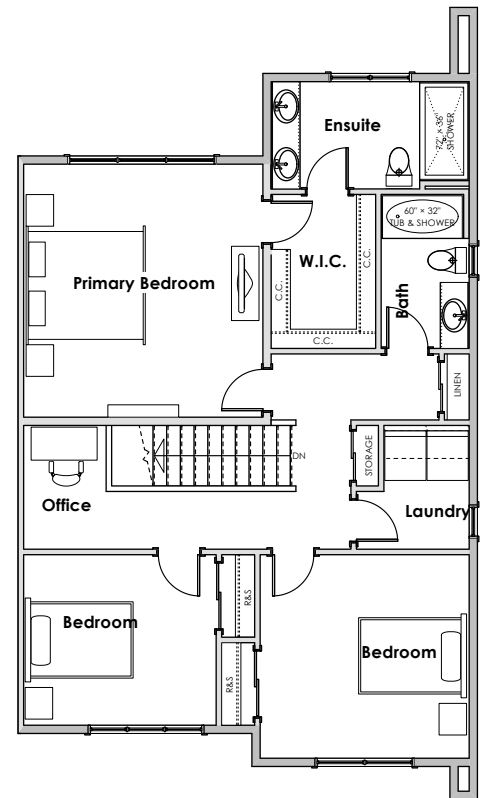 Ensuite
72" × 36"
SHOWER
60" × 32"
TUB & SHOWER
W.I.C.
C.C.
C.C.
C.C.
Primary Bedroom
Bath
LINEN
STORAGE
DN
Office
Laundry
R&S
R&S
Bedroom
Bedroom